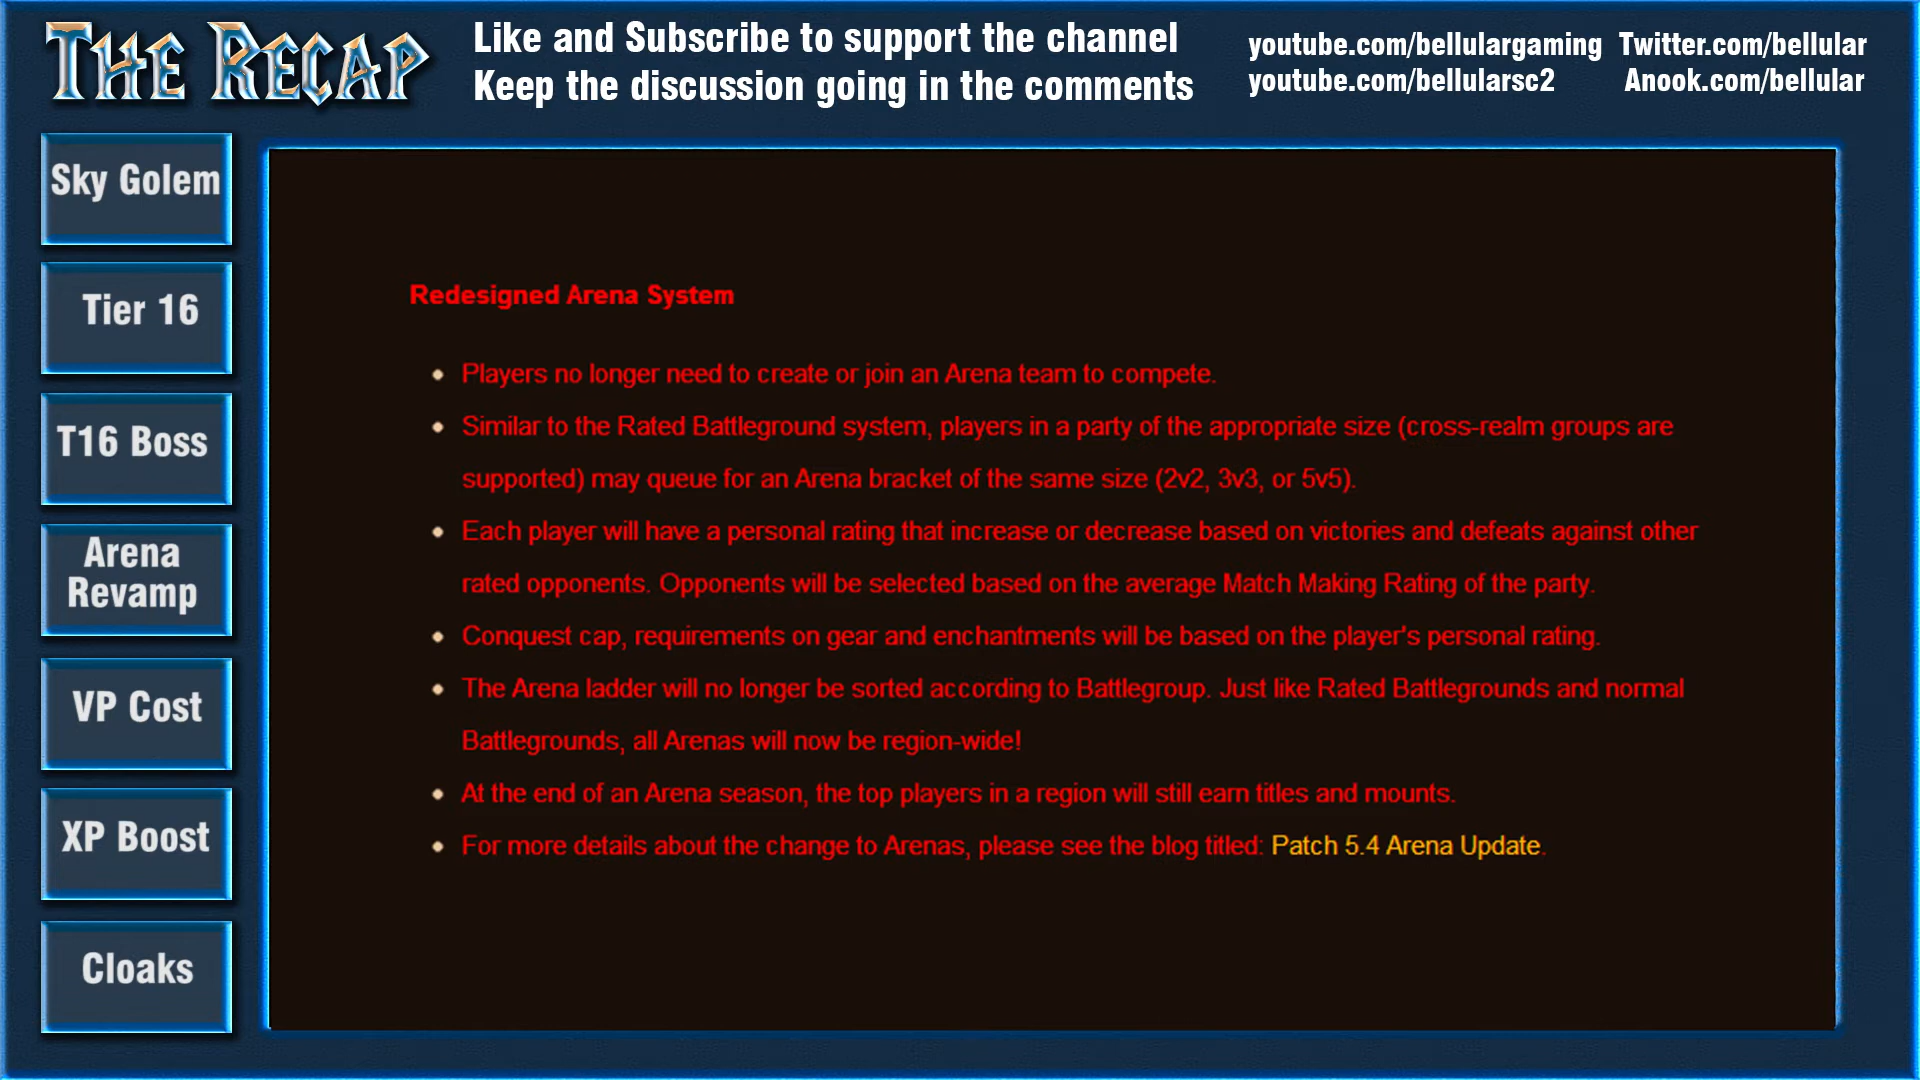 The Recap
Like and Subscribe to support the channel
Keep the discussion going in the comments
youtube.com/bellulargaming Twitter.com/bellular
youtube.com/bellularsc2 Anook.com/bellular
Sky Golem
Tier 16
T16 Boss
Arena
Revamp
VP Cost
XP Boost
Cloaks
Redesigned Arena System
Players no longer need to create or join an Arena team to compete.
Similar to the Rated Battleground system, players in a party of the appropriate size (cross-realm groups are
supported) may queue for an Arena bracket of the same size (2v2, 3v3, or 5v5).
Each player will have a personal rating that increase or decrease based on victories and defeats against other
rated opponents. Opponents will be selected based on the average Match Making Rating of the party.
Conquest cap, requirements on gear and enchantments will be based on the player's personal rating.
The Arena ladder will no longer be sorted according to Battlegroup. Just like Rated Battlegrounds and normal
Battlegrounds, all Arenas will now be region-wide!
At the end of an Arena season, the top players in a region will still earn titles and mounts.
For more details about the change to Arenas, please see the blog titled: Patch 5.4 Arena Update.